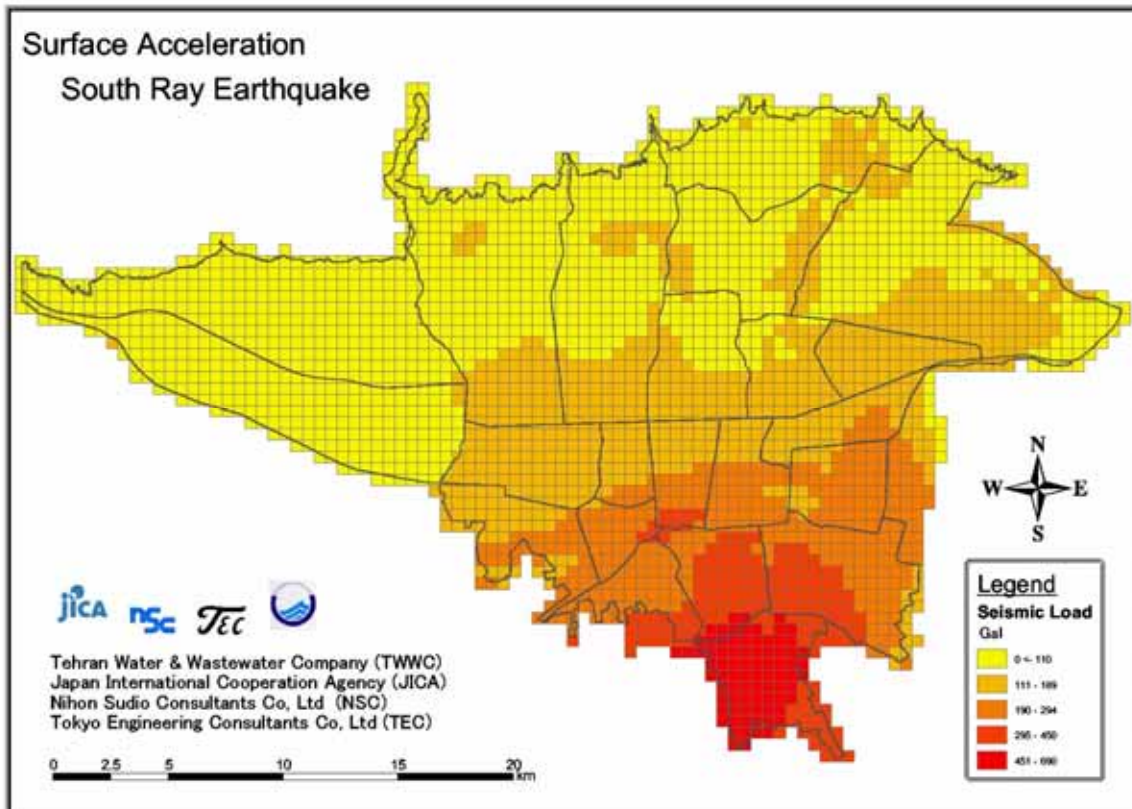 Surface Acceleration
South Ray Earthquake
N
W E
S
Legend
Seismic Load
Gal
0 <- 110
111 - 189
190 - 294
295 - 450
451 -
JICA NSC TEC
Tehran Water & Wastewater Company (TWWC)
Japan International Cooperation Agency (JICA)
Nihon Sudio Consultants Co, Ltd (NSC)
Tokyo Engineering Consultants Co, Ltd (TEC)
0 2.5 5 10 15 20
km